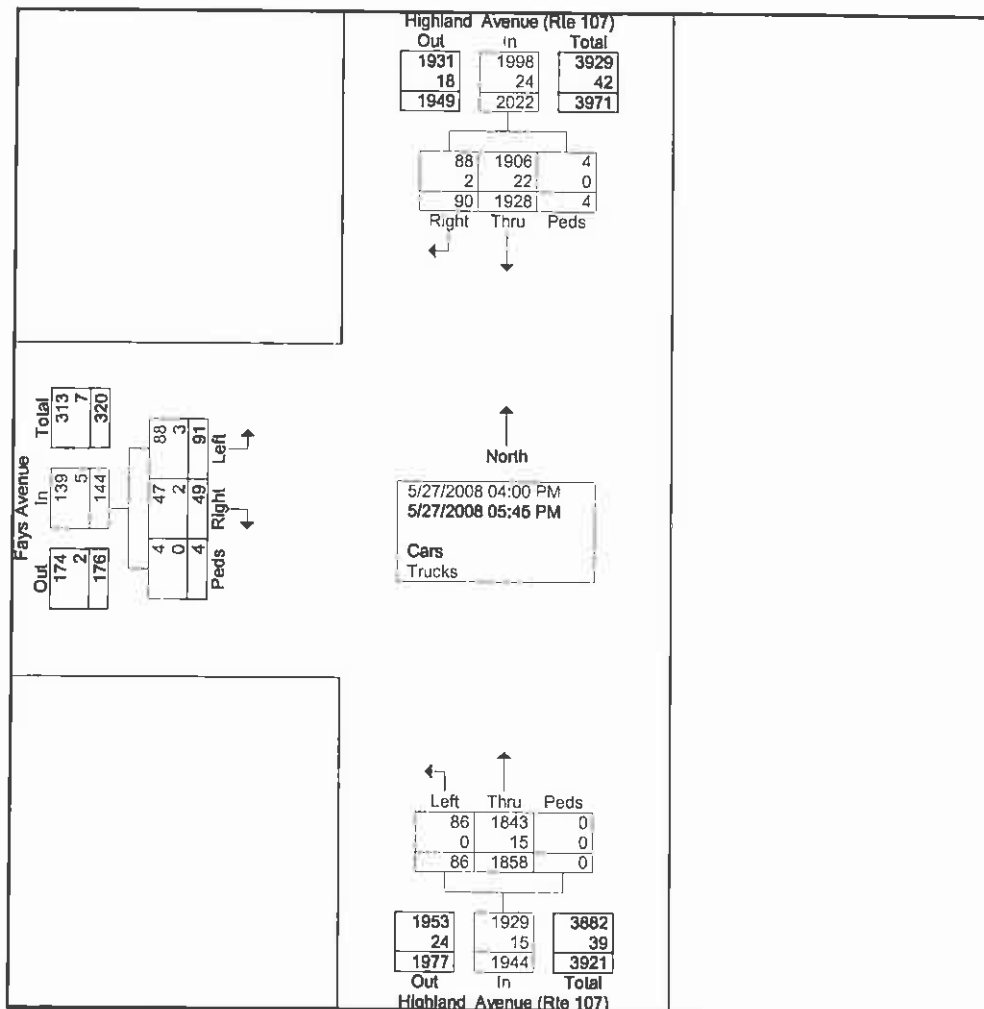 Highland Avenue (Rte 107)
Out In Total
1931 1998 3929
18 24 42
1949 2022 3971
88 1906 4
2 22 0
90 1928 4
Right Thru Peds
Fays Avenue
Out In Total
174 139 313
2 5 7
176 144 320
4 47 88
0 2 3
4 49 91
Peds Right Left
North
5/27/2008 04:00 PM
5/27/2008 05:45 PM
Cars
Trucks
Left Thru Peds
86 1843 0
0 15 0
86 1858 0
1953 1929 3882
24 15 39
1977 1944 3921
Out In Total
Highland Avenue (Rte 107)